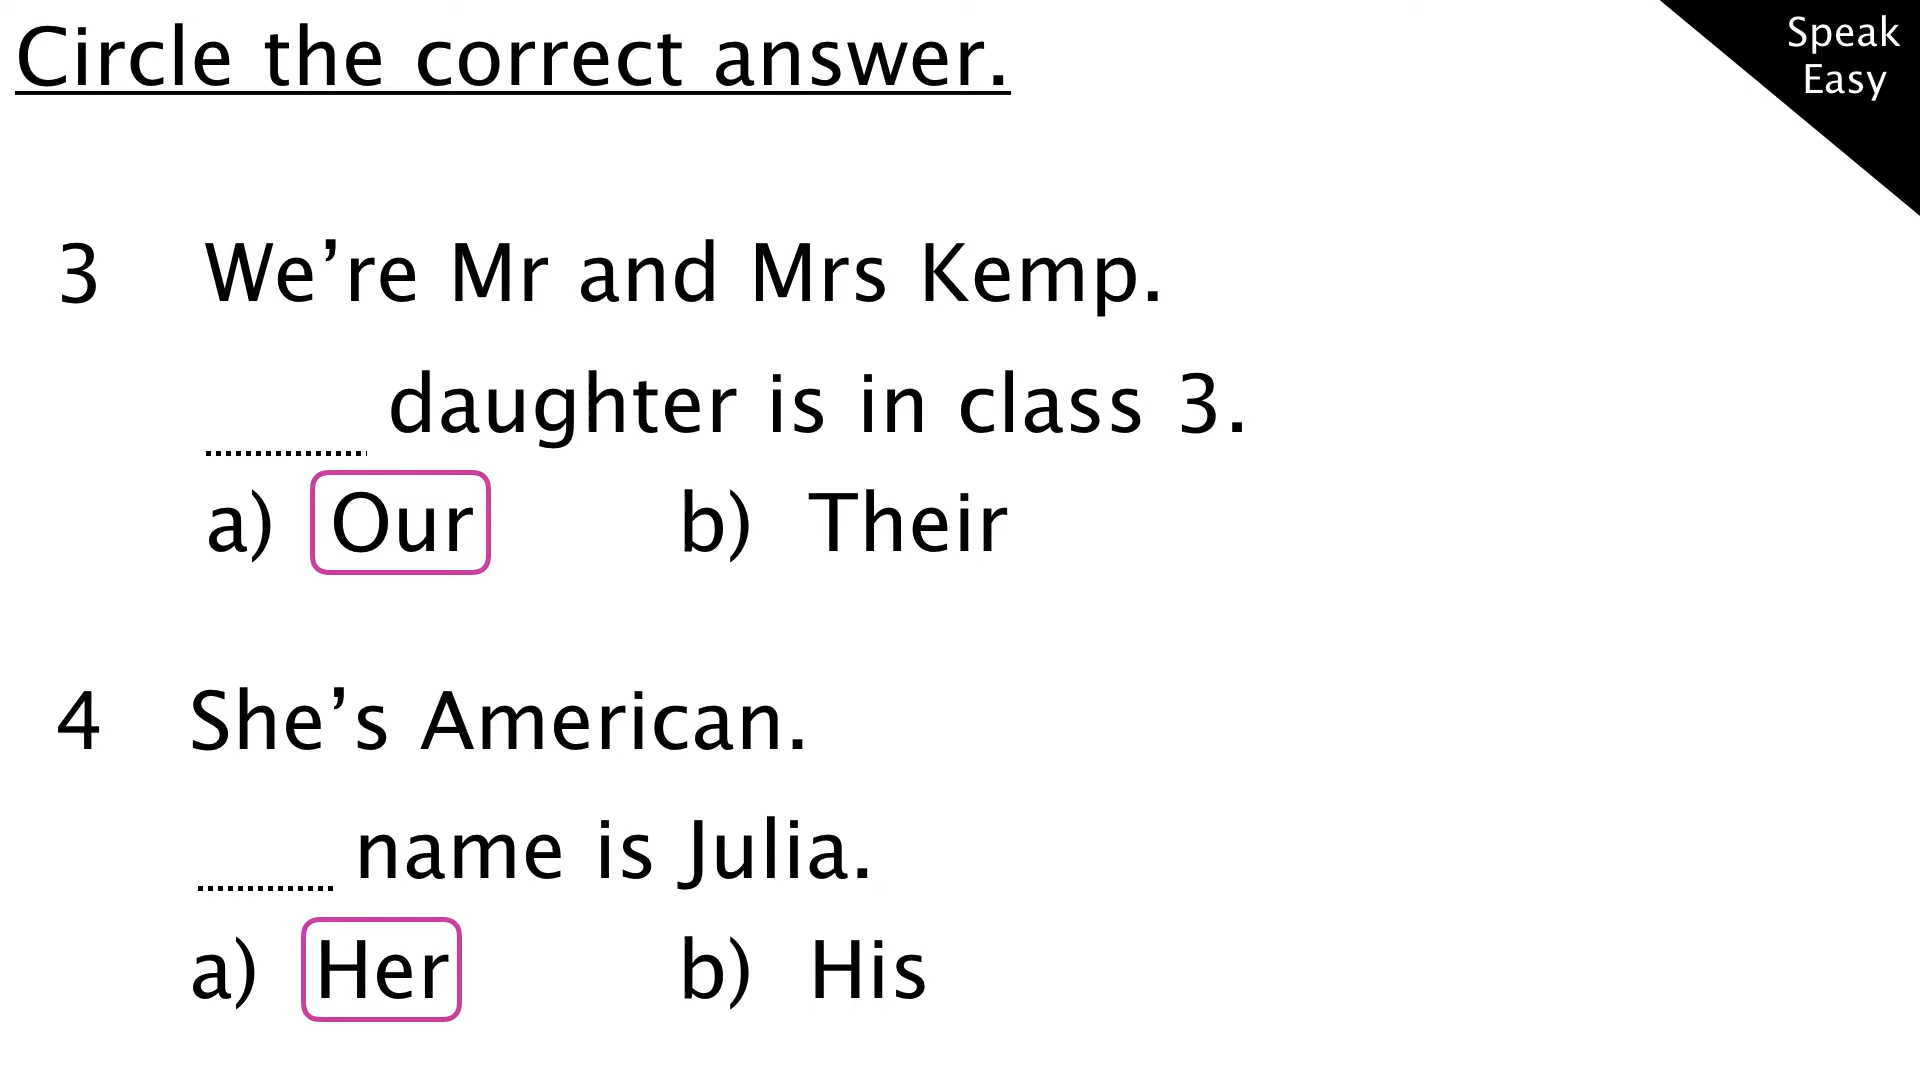 Circle the correct answer.
Speak
Easy
3 We’re Mr and Mrs Kemp.
daughter is in class 3.
a) Our b) Their
4 She’s American.
name is Julia.
a) Her b) His